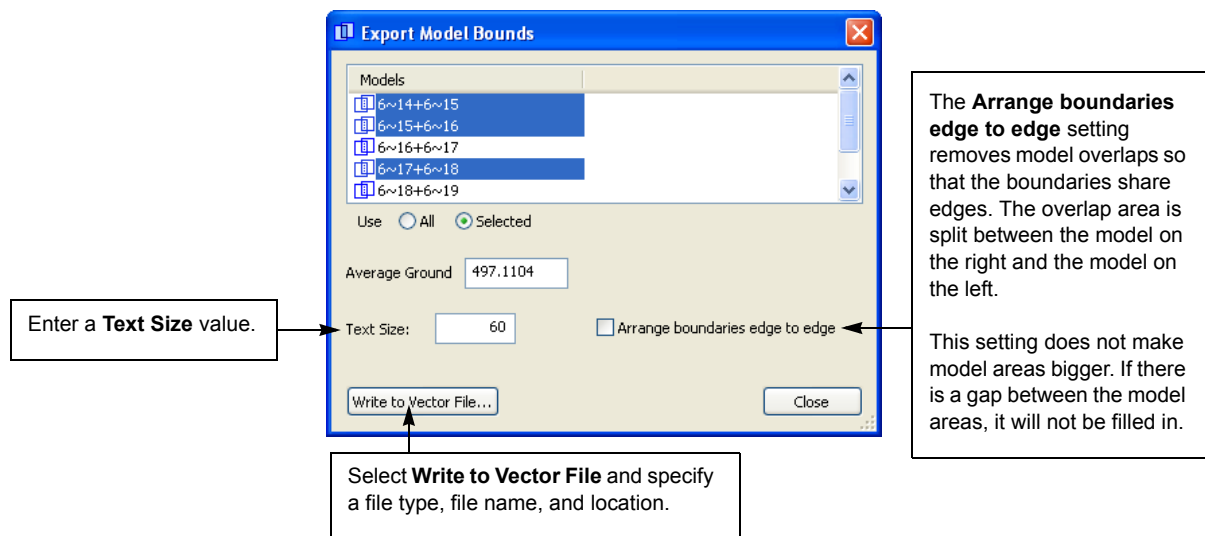 Export Model Bounds
Models
6~14+6~15
6~15+6~16
6~16+6~17
6~17+6~18
6~18+6~19
Use All Selected
Average Ground 497.1104
Text Size: 60 Arrange boundaries edge to edge
Write to Vector File... Close
Enter a Text Size value.
The Arrange boundaries
edge to edge setting
removes model overlaps so
that the boundaries share
edges. The overlap area is
split between the model on
the right and the model on
the left.
This setting does not make
model areas bigger. If there
is a gap between the model
areas, it will not be filled in.
Select Write to Vector File and specify
a file type, file name, and location.